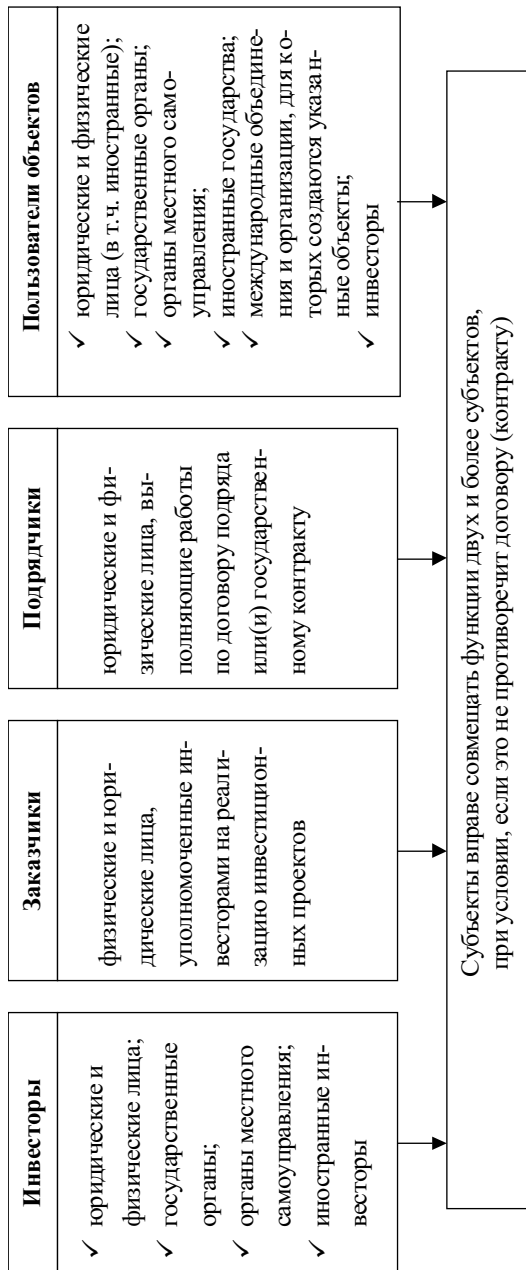 Инвесторы
✓ юридические и
физические лица;
✓ государственные
органы;
✓ органы местного
самоуправления;
✓ иностранные ин-
весторы
Заказчики
физические и юри-
дические лица,
уполномоченные ин-
весторами на реали-
зацию инвестицион-
ных проектов
Подрядчики
юридические и фи-
зические лица, вы-
полняющие работы
по договору подряда
или(и) государствен-
ному контракту
Пользователи объектов
✓ юридические и физические
лица (в т.ч. иностранные);
✓ государственные органы;
✓ органы местного само-
управления;
✓ иностранные государства;
✓ международные объедине-
ния и организации, для ко-
торых создаются указан-
ные объекты;
✓ инвесторы
Субъекты вправе совмещать функции двух и более субъектов,
при условии, если это не противоречит договору (контракту)